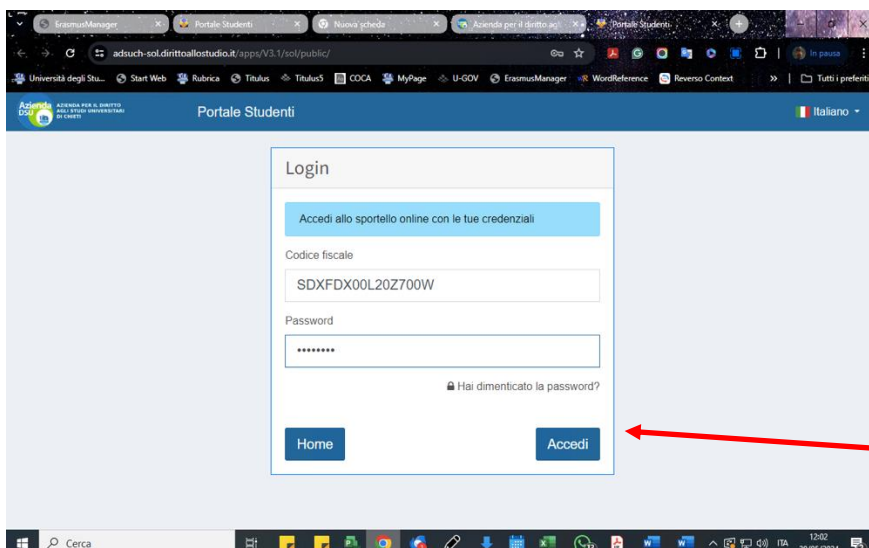 ErasmusManager
Portale Studenti
Nuova scheda
Azienda per il diritto agli
Portale Studenti
adsuch-sol.dirittoallostudio.it/apps/V3.1/sol/public/
In pausa
Università degli Stu...
Start Web
Rubrica
Titulus
Titulus5
COCA
MyPage
U-GOV
ErasmusManager
WordReference
Reverso Context
»
Tutti i preferiti
Azienda DSU
AZIENDA PER IL DIRITTO
AGLI STUDI UNIVERSITARI
DI CHIETI
Portale Studenti
Italiano
Login
Accedi allo sportello online con le tue credenziali
Codice fiscale
SDXFDX00L20Z700W
Password
••••••••
Hai dimenticato la password?
Home
Accedi
Cerca
ITA
12:02